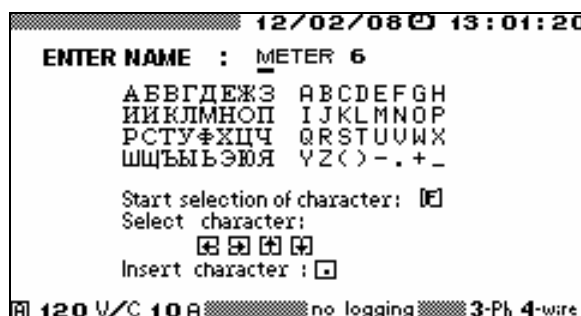 12/02/08 13:01:20
ENTER NAME : METER 6
АБВГДЕЖЗ ABCDEFGH
ИИКЛМНОП IJKLMNOP
РСТУФХЦЧ QRSTUVWX
ШЩЪЫЬЭЮЯ YZ()-.+_
Start selection of character: [F]
Select character:
[←] [→] [↑] [↓]
Insert character : [.]
A 120 V/C 10 A no logging 3-Ph 4-wire